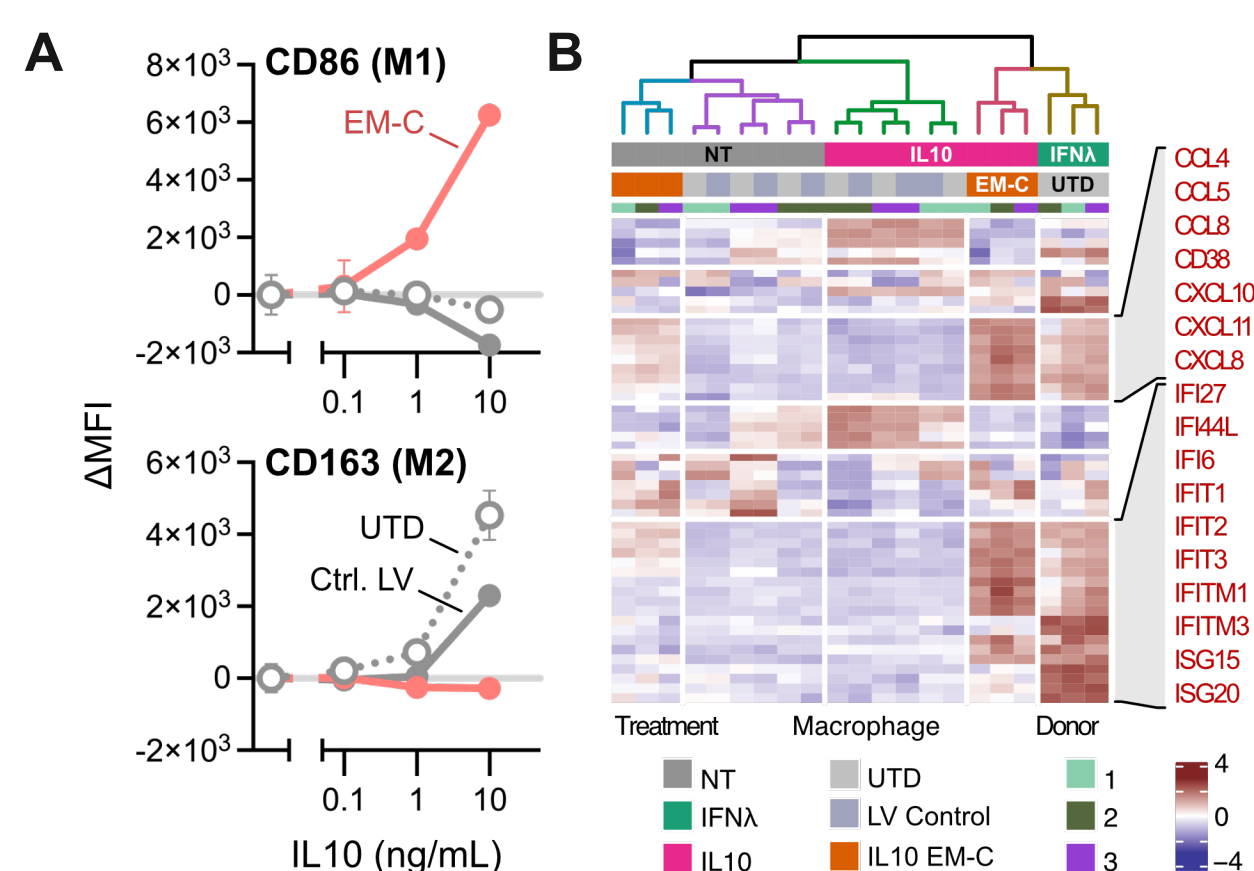 A
CD86 (M1)
8×10³
6×10³
4×10³
2×10³
0
-2×10³
EM-C
0.1 1 10
ΔMFI
CD163 (M2)
6×10³
4×10³
2×10³
0
-2×10³
UTD
Ctrl. LV
0.1 1 10
IL10 (ng/mL)
B
NT IL10 IFNλ
EM-C UTD
CCL4
CCL5
CCL8
CD38
CXCL10
CXCL11
CXCL8
IFI27
IFI44L
IFI6
IFIT1
IFIT2
IFIT3
IFITM1
IFITM3
ISG15
ISG20
Treatment Macrophage Donor
NT UTD 1
IFNλ LV Control 2
IL10 IL10 EM-C 3
4
0
−4